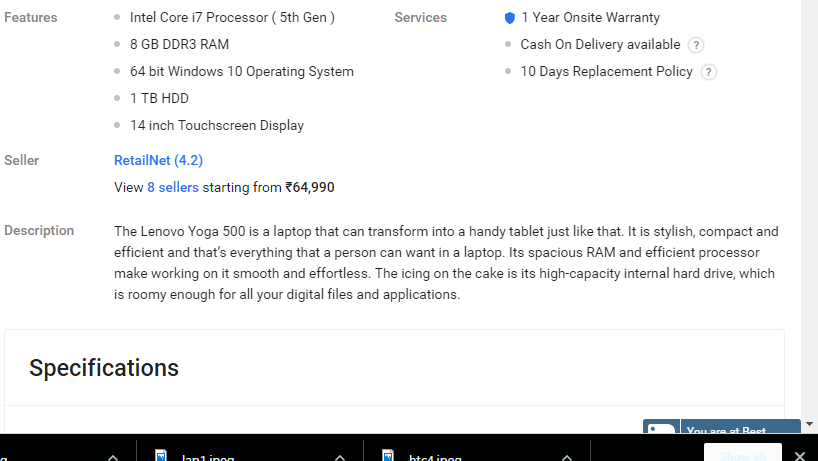 Features
Intel Core i7 Processor ( 5th Gen )
8 GB DDR3 RAM
64 bit Windows 10 Operating System
1 TB HDD
14 inch Touchscreen Display
Services
1 Year Onsite Warranty
Cash On Delivery available ?
10 Days Replacement Policy ?
Seller
RetailNet (4.2)
View 8 sellers starting from ₹64,990
Description
The Lenovo Yoga 500 is a laptop that can transform into a handy tablet just like that. It is stylish, compact and
efficient and that’s everything that a person can want in a laptop. Its spacious RAM and efficient processor
make working on it smooth and effortless. The icing on the cake is its high-capacity internal hard drive, which
is roomy enough for all your digital files and applications.
Specifications
You are at Best
lap1.jpeg
htc4.jpeg
Show all